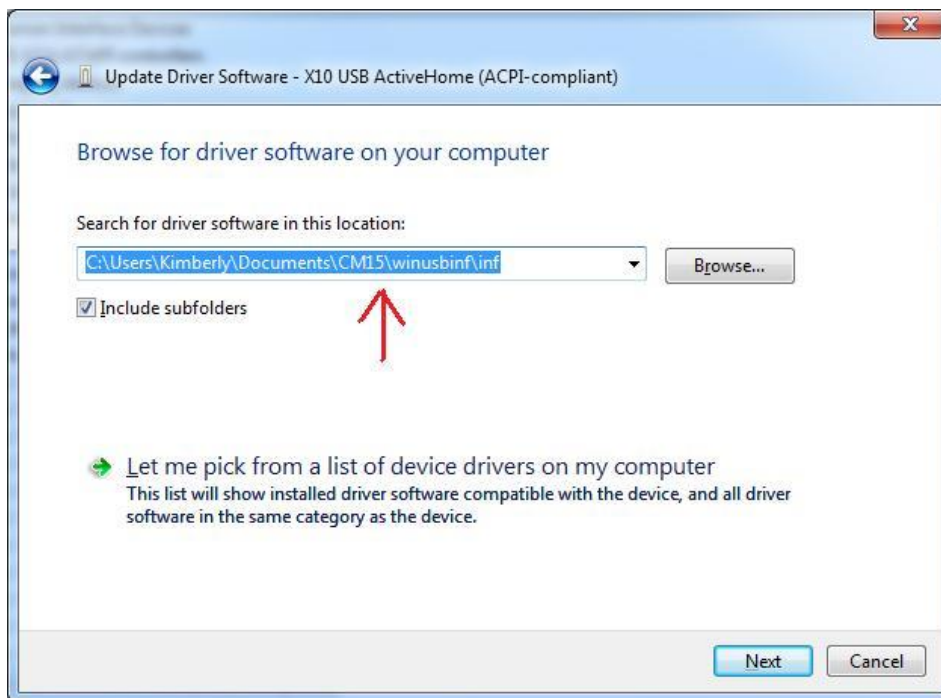 Update Driver Software - X10 USB ActiveHome (ACPI-compliant)
Browse for driver software on your computer
Search for driver software in this location:
C:\Users\Kimberly\Documents\CM15\winusbinf\inf
Browse...
Include subfolders
Let me pick from a list of device drivers on my computer
This list will show installed driver software compatible with the device, and all driver
software in the same category as the device.
Next
Cancel